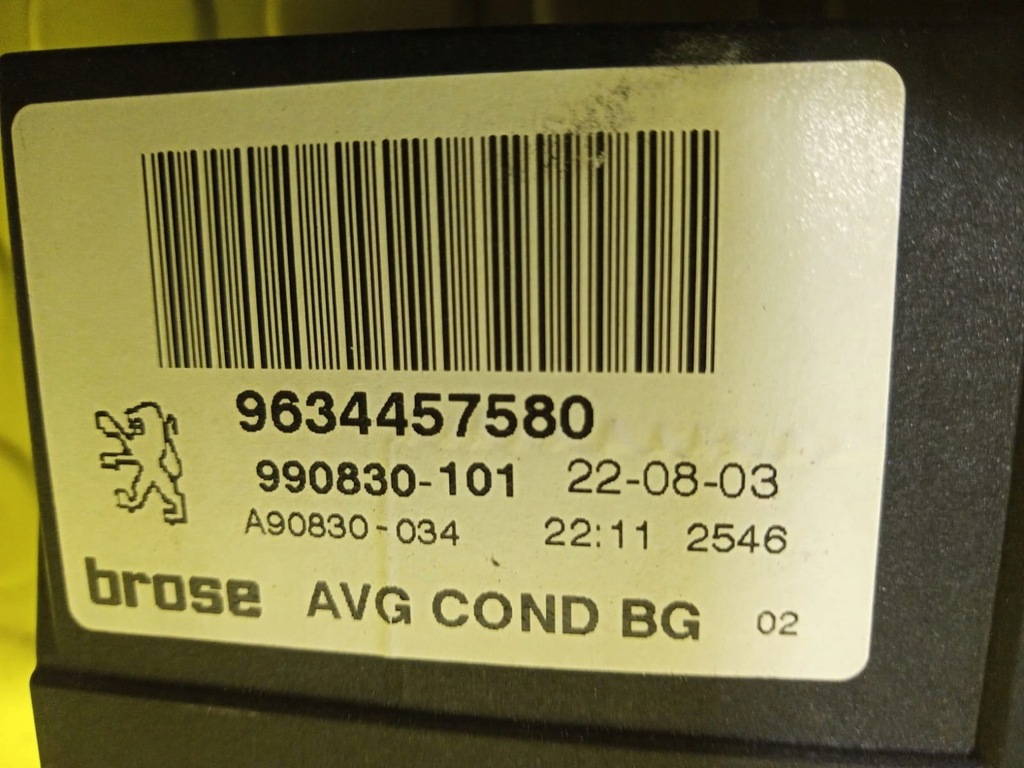 9634457580
990830-101 22-08-03
A90830-034 22:11 2546
brose AVG COND BG 02